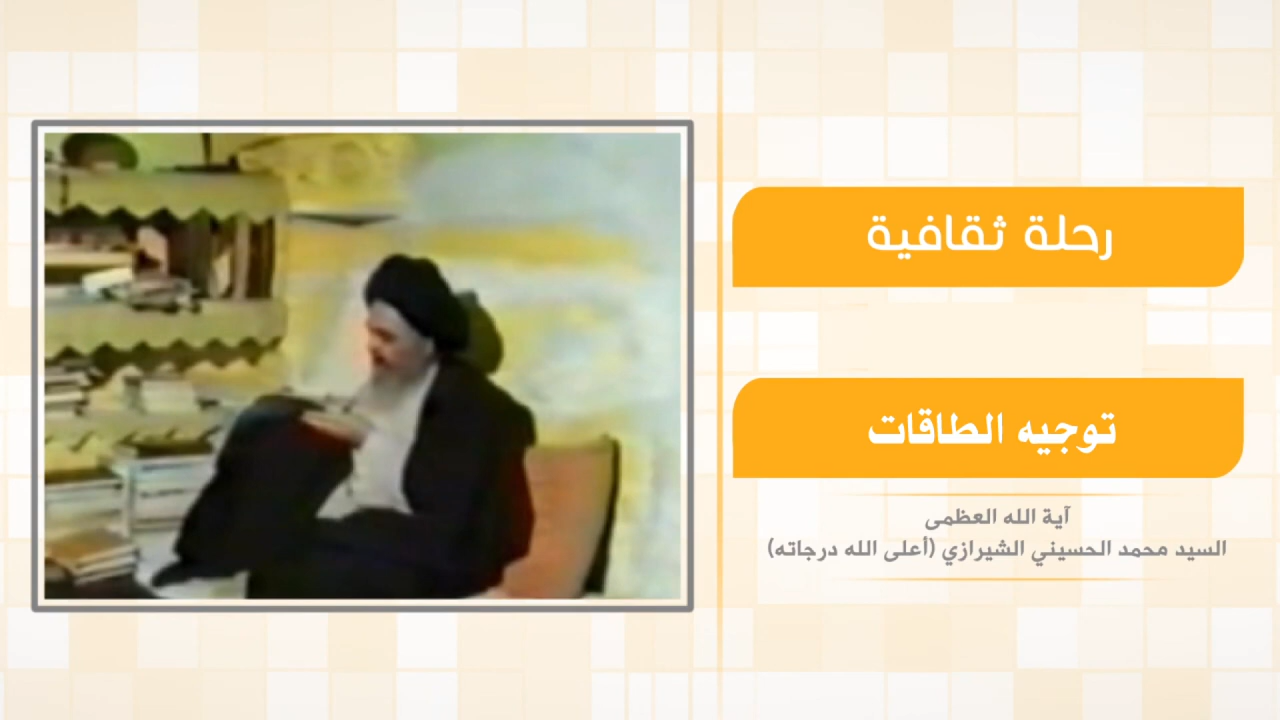 رحلة ثقافية
توجيه الطاقات
آية الله العظمى
السيد محمد الحسيني الشيرازي (أعلى الله درجاته)